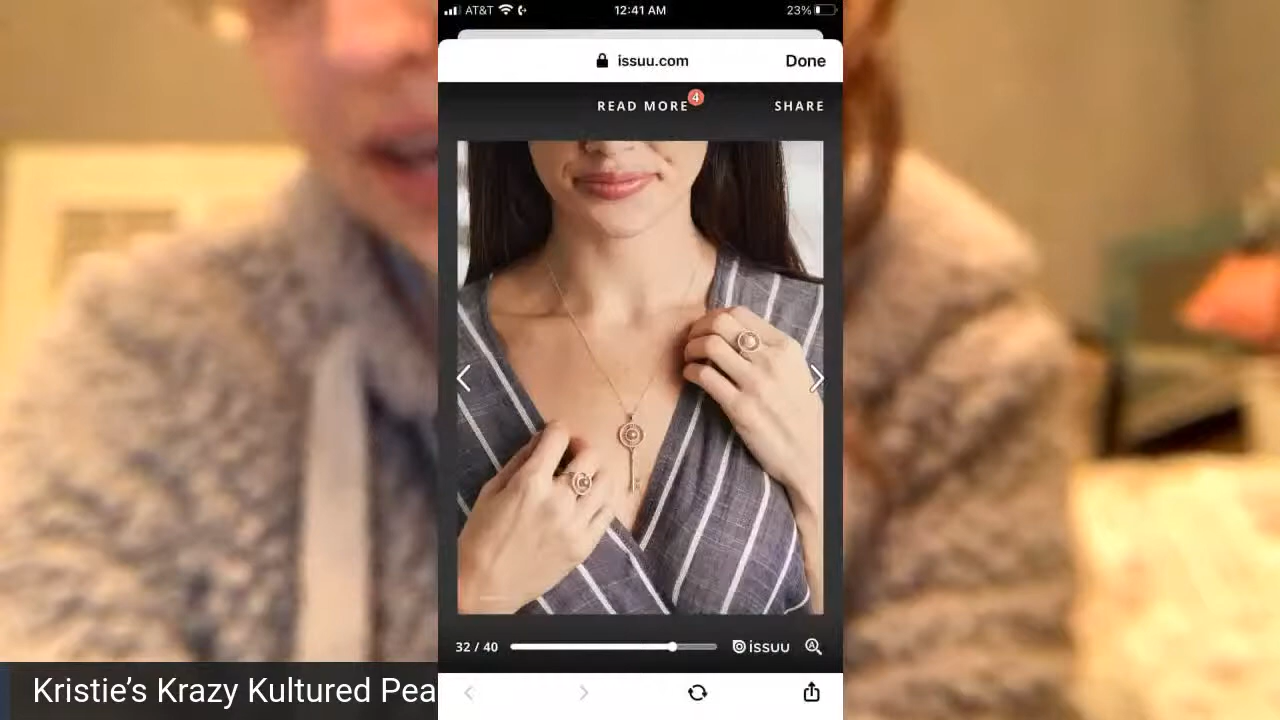 AT&T
12:41 AM
23%
issuu.com
Done
READ MORE
4
SHARE
32 / 40
issuu
Kristie’s Krazy Kultured Pea